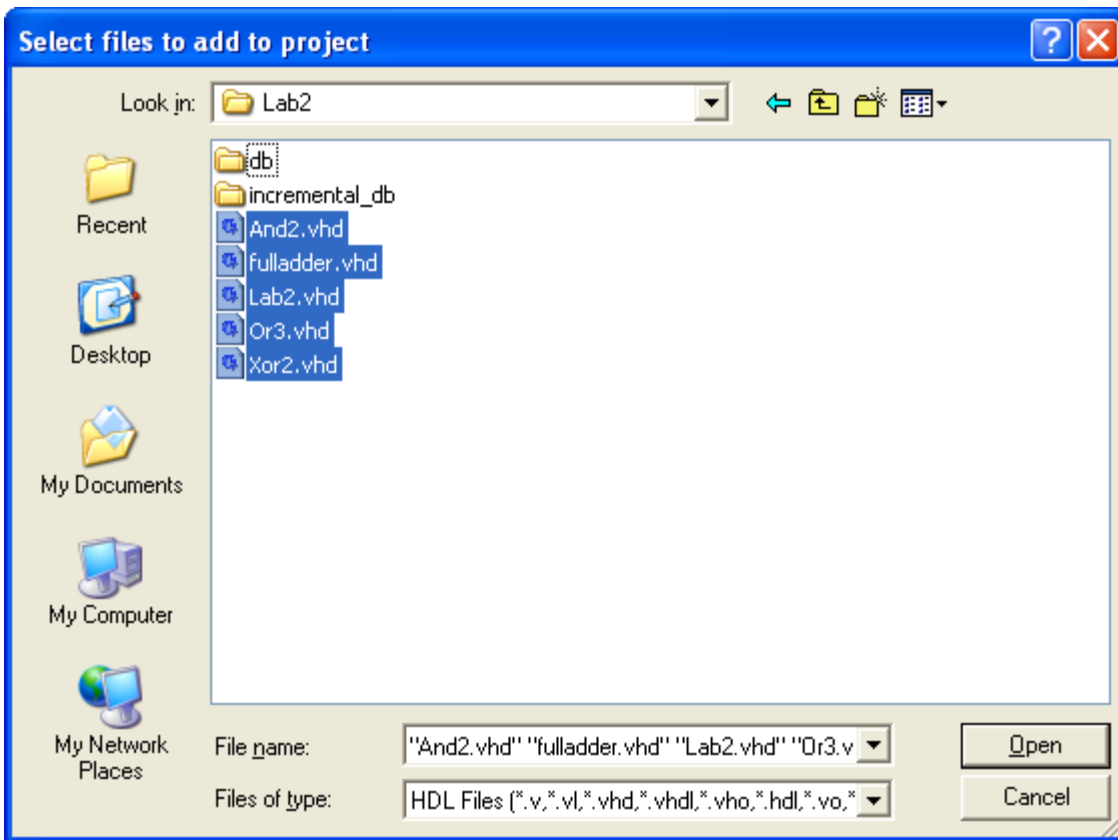 Select files to add to project
Look in: Lab2
db
incremental_db
And2.vhd
fulladder.vhd
Lab2.vhd
Or3.vhd
Xor2.vhd
Recent
Desktop
My Documents
My Computer
My Network
Places
File name: "And2.vhd" "fulladder.vhd" "Lab2.vhd" "Or3.v
Open
Files of type: HDL Files (*.v,*.vl,*.vhd,*.vhdl,*.vho,*.hdl,*.vo,*
Cancel